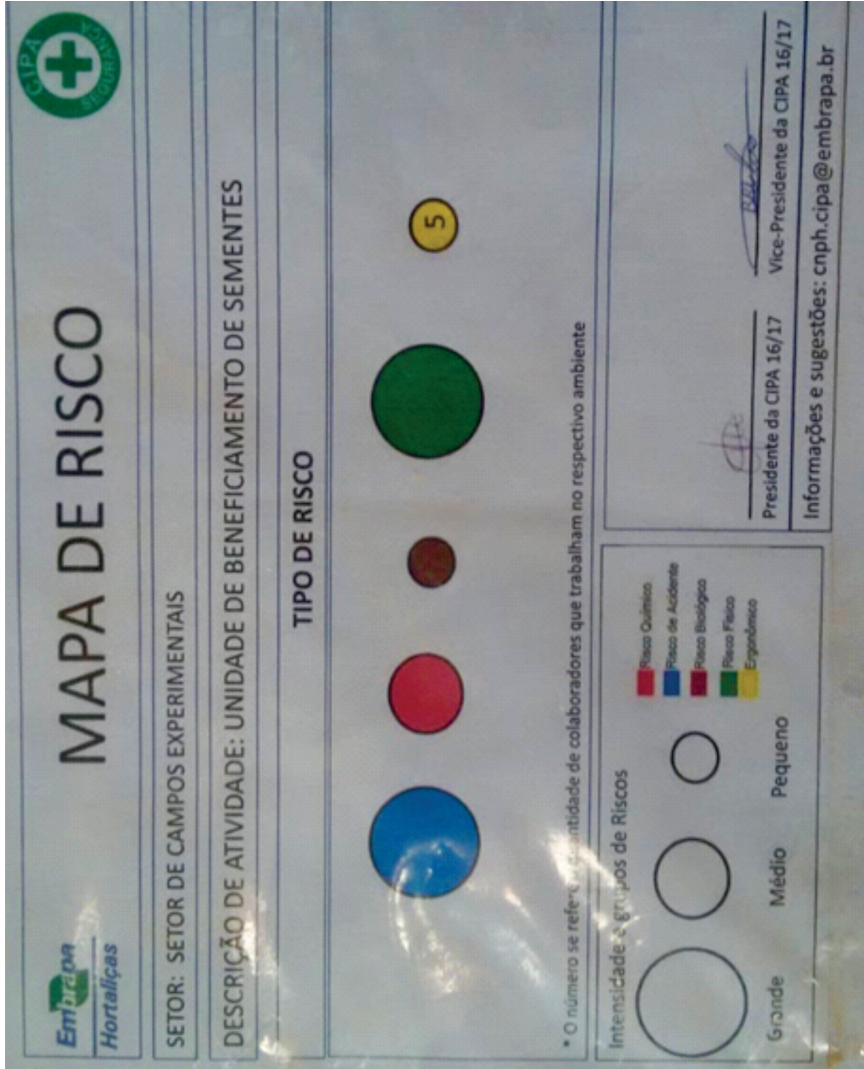 Embrapa
Hortaliças
MAPA DE RISCO
CIPA
SEGURANÇA
SETOR: SETOR DE CAMPOS EXPERIMENTAIS
DESCRIÇÃO DE ATIVIDADE: UNIDADE DE BENEFICIAMENTO DE SEMENTES
TIPO DE RISCO
5
* O número se refere a quantidade de colaboradores que trabalham no respectivo ambiente
Intensidade e grupos de Riscos
Grande
Médio
Pequeno
Risco Químico
Risco de Acidente
Risco Biológico
Risco Físico
Ergonômico
Presidente da CIPA 16/17
Vice-Presidente da CIPA 16/17
Informações e sugestões: cnph.cipa@embrapa.br